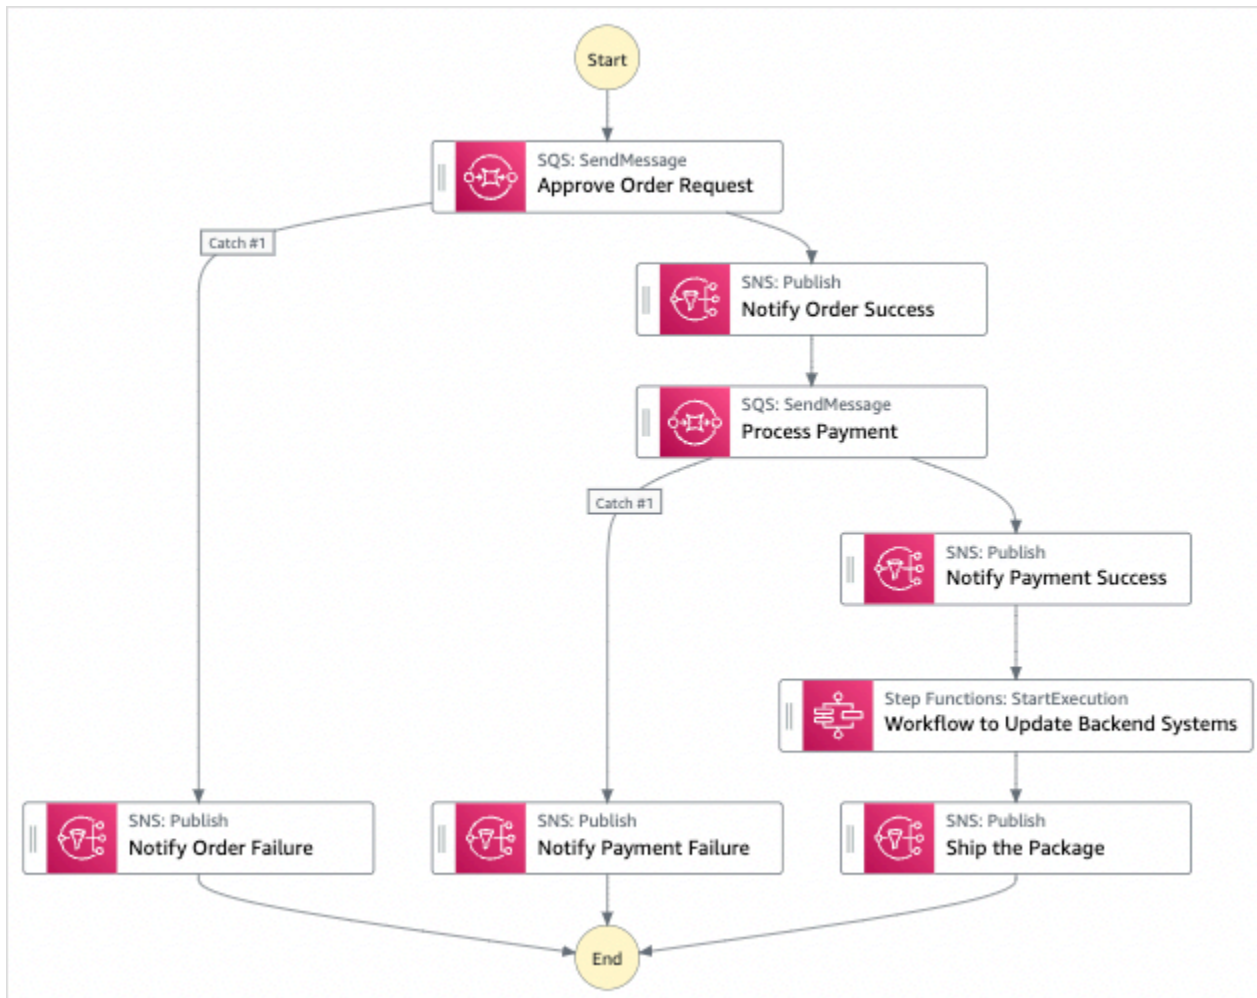 Start
SQS: SendMessage
Approve Order Request
Catch #1
SNS: Publish
Notify Order Success
SQS: SendMessage
Process Payment
Catch #1
SNS: Publish
Notify Payment Success
Step Functions: StartExecution
Workflow to Update Backend Systems
SNS: Publish
Notify Order Failure
SNS: Publish
Notify Payment Failure
SNS: Publish
Ship the Package
End